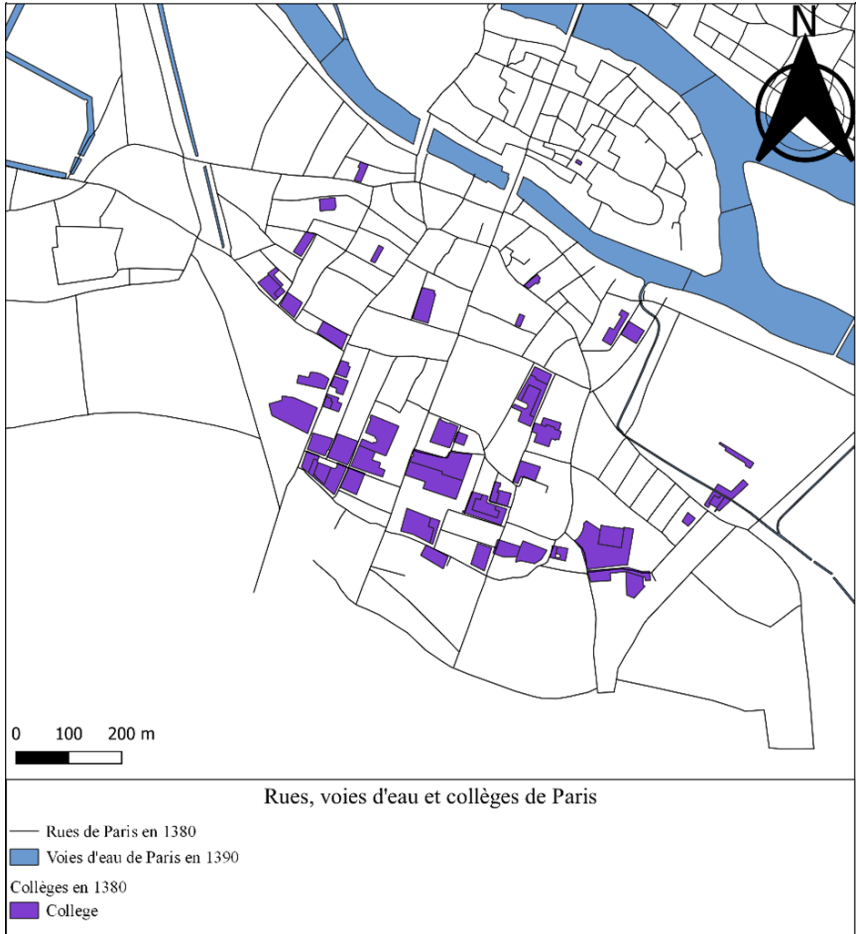 N
0 100 200 m
Rues, voies d'eau et collèges de Paris
Rues de Paris en 1380
Voies d'eau de Paris en 1390
Collèges en 1380
College